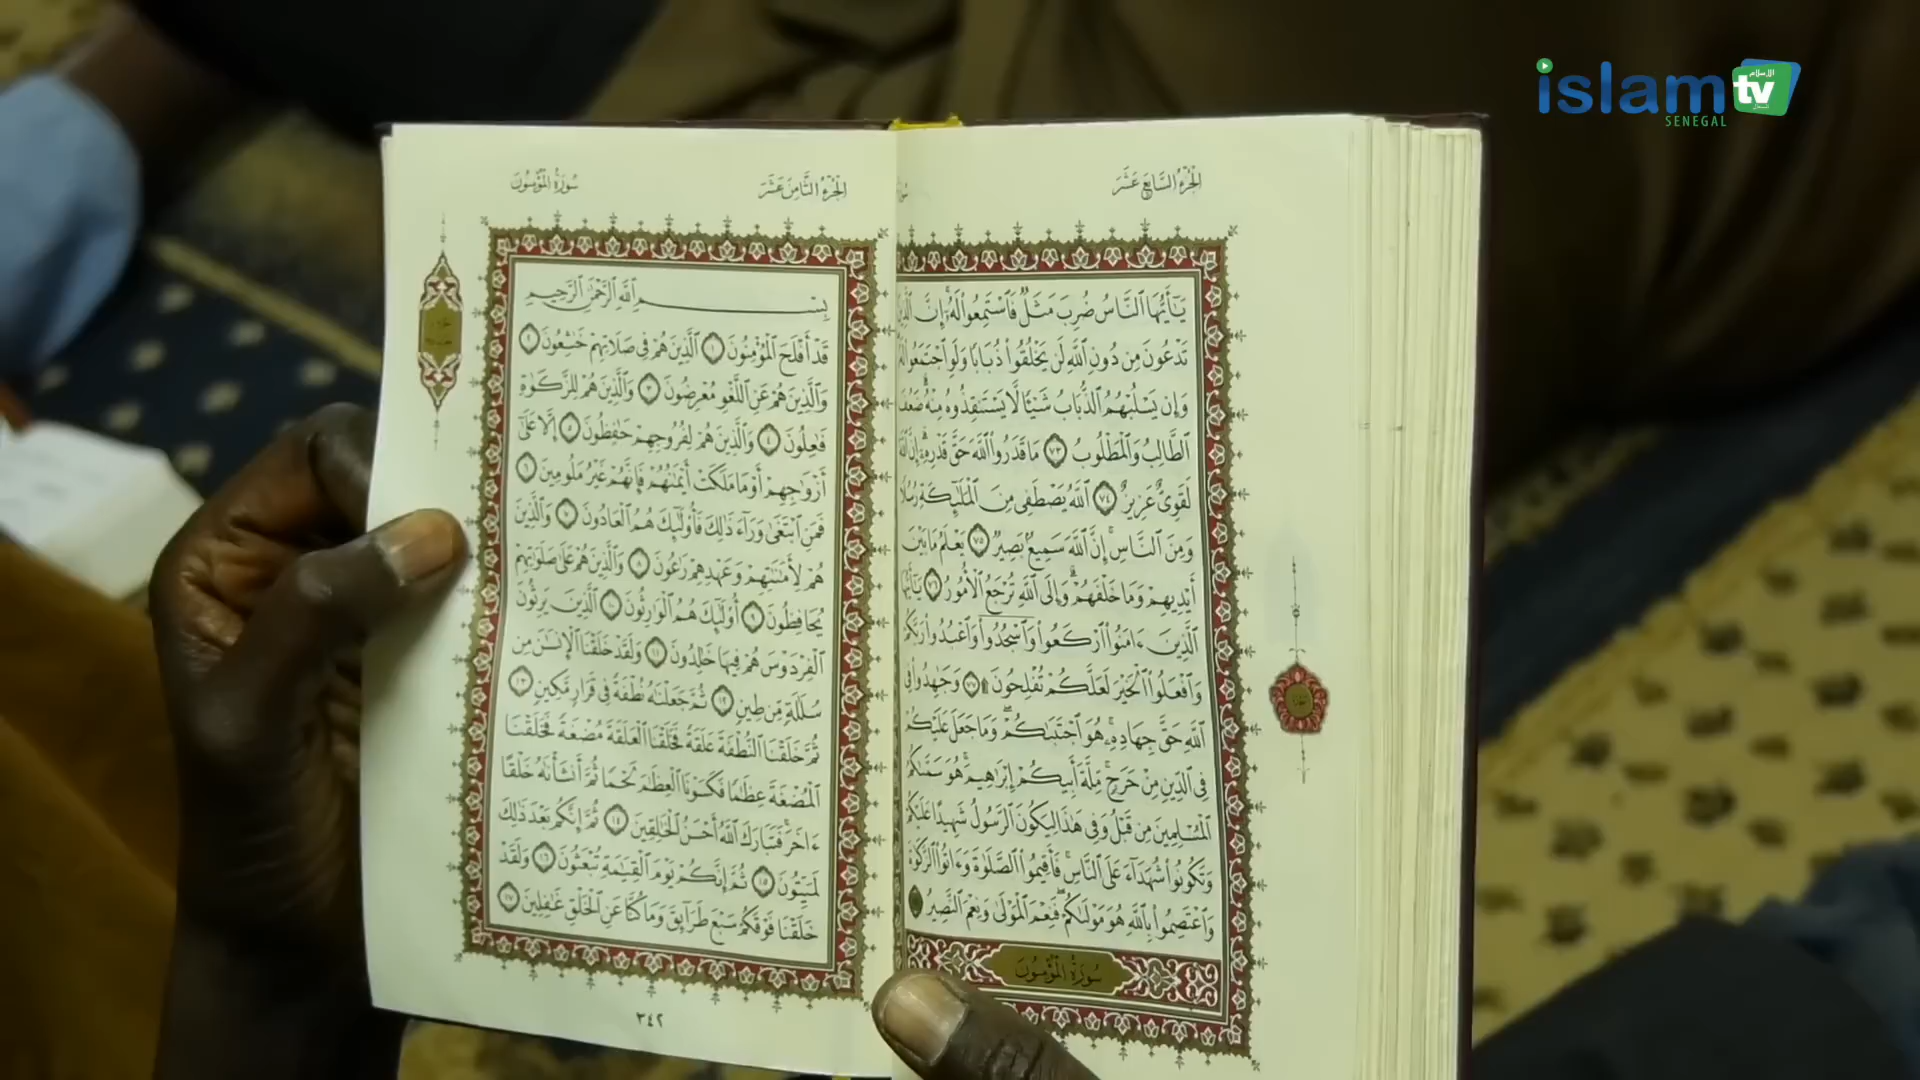 islam tv
الإسلام
SENEGAL
الجزء السابع عشر
يَٰٓأَيُّهَا ٱلنَّاسُ ضُرِبَ مَثَلٌ فَٱسْتَمِعُوا۟ لَهُۥٓ إِنَّ ٱلَّذِينَ
تَدْعُونَ مِن دُونِ ٱللَّهِ لَن يَخْلُقُوا۟ ذُبَابًا وَلَوِ ٱجْتَمَعُوا۟ لَهُۥ
وَإِن يَسْلُبْهُمُ ٱلذُّبَابُ شَيْـًٔا لَّا يَسْتَنقِذُوهُ مِنْهُ ضَعُفَ
ٱلطَّالِبُ وَٱلْمَطْلُوبُ ٧٣ مَا قَدَرُوا۟ ٱللَّهَ حَقَّ قَدْرِهِۦٓ إِنَّ ٱللَّهَ
لَقَوِىٌّ عَزِيزٌ ٧٤ ٱللَّهُ يَصْطَفِى مِنَ ٱلْمَلَٰٓئِكَةِ رُسُلًا
وَمِنَ ٱلنَّاسِ إِنَّ ٱللَّهَ سَمِيعٌۢ بَصِيرٌ ٧٥ يَعْلَمُ مَا بَيْنَ
أَيْدِيهِمْ وَمَا خَلْفَهُمْ وَإِلَى ٱللَّهِ تُرْجَعُ ٱلْأُمُورُ ٧٦ يَٰٓأَيُّهَا
ٱلَّذِينَ ءَامَنُوا۟ ٱرْكَعُوا۟ وَٱسْجُدُوا۟ وَٱعْبُدُوا۟ رَبَّكُمْ
وَٱفْعَلُوا۟ ٱلْخَيْرَ لَعَلَّكُمْ تُفْلِحُونَ ۩ ٧٧ وَجَٰهِدُوا۟ فِى
ٱللَّهِ حَقَّ جِهَادِهِۦ هُوَ ٱجْتَبَىٰكُمْ وَمَا جَعَلَ عَلَيْكُمْ
فِى ٱلدِّينِ مِنْ حَرَجٍ مِّلَّةَ أَبِيكُمْ إِبْرَٰهِيمَ هُوَ سَمَّىٰكُمُ
ٱلْمُسْلِمِينَ مِن قَبْلُ وَفِى هَٰذَا لِيَكُونَ ٱلرَّسُولُ شَهِيدًا عَلَيْكُمْ
وَتَكُونُوا۟ شُهَدَآءَ عَلَى ٱلنَّاسِ فَأَقِيمُوا۟ ٱلصَّلَوٰةَ وَءَاتُوا۟ ٱلزَّكَوٰةَ
وَٱعْتَصِمُوا۟ بِٱللَّهِ هُوَ مَوْلَىٰكُمْ فَنِعْمَ ٱلْمَوْلَىٰ وَنِعْمَ ٱلنَّصِيرُ ٧٨
سُورَةُ المُؤْمِنُونَ
الجزء الثامن عشر
سورة المؤمنون
بِسْمِ ٱللَّهِ ٱلرَّحْمَٰنِ ٱلرَّحِيمِ
قَدْ أَفْلَحَ ٱلْمُؤْمِنُونَ ١ ٱلَّذِينَ هُمْ فِى صَلَاتِهِمْ خَٰشِعُونَ ٢
وَٱلَّذِينَ هُمْ عَنِ ٱللَّغْوِ مُعْرِضُونَ ٣ وَٱلَّذِينَ هُمْ لِلزَّكَوٰةِ
فَٰعِلُونَ ٤ وَٱلَّذِينَ هُمْ لِفُرُوجِهِمْ حَٰفِظُونَ ٥ إِلَّا عَلَىٰٓ
أَزْوَٰجِهِمْ أَوْ مَا مَلَكَتْ أَيْمَٰنُهُمْ فَإِنَّهُمْ غَيْرُ مَلُومِينَ ٦
فَمَنِ ٱبْتَغَىٰ وَرَآءَ ذَٰلِكَ فَأُو۟لَٰٓئِكَ هُمُ ٱلْعَادُونَ ٧ وَٱلَّذِينَ
هُمْ لِأَمَٰنَٰتِهِمْ وَعَهْدِهِمْ رَٰعُونَ ٨ وَٱلَّذِينَ هُمْ عَلَىٰ صَلَوَٰتِهِمْ
يُحَافِظُونَ ٩ أُو۟لَٰٓئِكَ هُمُ ٱلْوَٰرِثُونَ ١٠ ٱلَّذِينَ يَرِثُونَ
ٱلْفِرْدَوْسَ هُمْ فِيهَا خَٰلِدُونَ ١١ وَلَقَدْ خَلَقْنَا ٱلْإِنسَٰنَ مِن
سُلَٰلَةٍ مِّن طِينٍ ١٢ ثُمَّ جَعَلْنَٰهُ نُطْفَةً فِى قَرَارٍ مَّكِينٍ ١٣
ثُمَّ خَلَقْنَا ٱلنُّطْفَةَ عَلَقَةً فَخَلَقْنَا ٱلْعَلَقَةَ مُضْغَةً فَخَلَقْنَا
ٱلْمُضْغَةَ عِظَٰمًا فَكَسَوْنَا ٱلْعِظَٰمَ لَحْمًا ثُمَّ أَنشَأْنَٰهُ خَلْقًا
ءَاخَرَ فَتَبَارَكَ ٱللَّهُ أَحْسَنُ ٱلْخَٰلِقِينَ ١٤ ثُمَّ إِنَّكُم بَعْدَ ذَٰلِكَ
لَمَيِّتُونَ ١٥ ثُمَّ إِنَّكُمْ يَوْمَ ٱلْقِيَٰمَةِ تُبْعَثُونَ ١٦ وَلَقَدْ
خَلَقْنَا فَوْقَكُمْ سَبْعَ طَرَآئِقَ وَمَا كُنَّا عَنِ ٱلْخَلْقِ غَٰفِلِينَ ١٧
٣٤٢